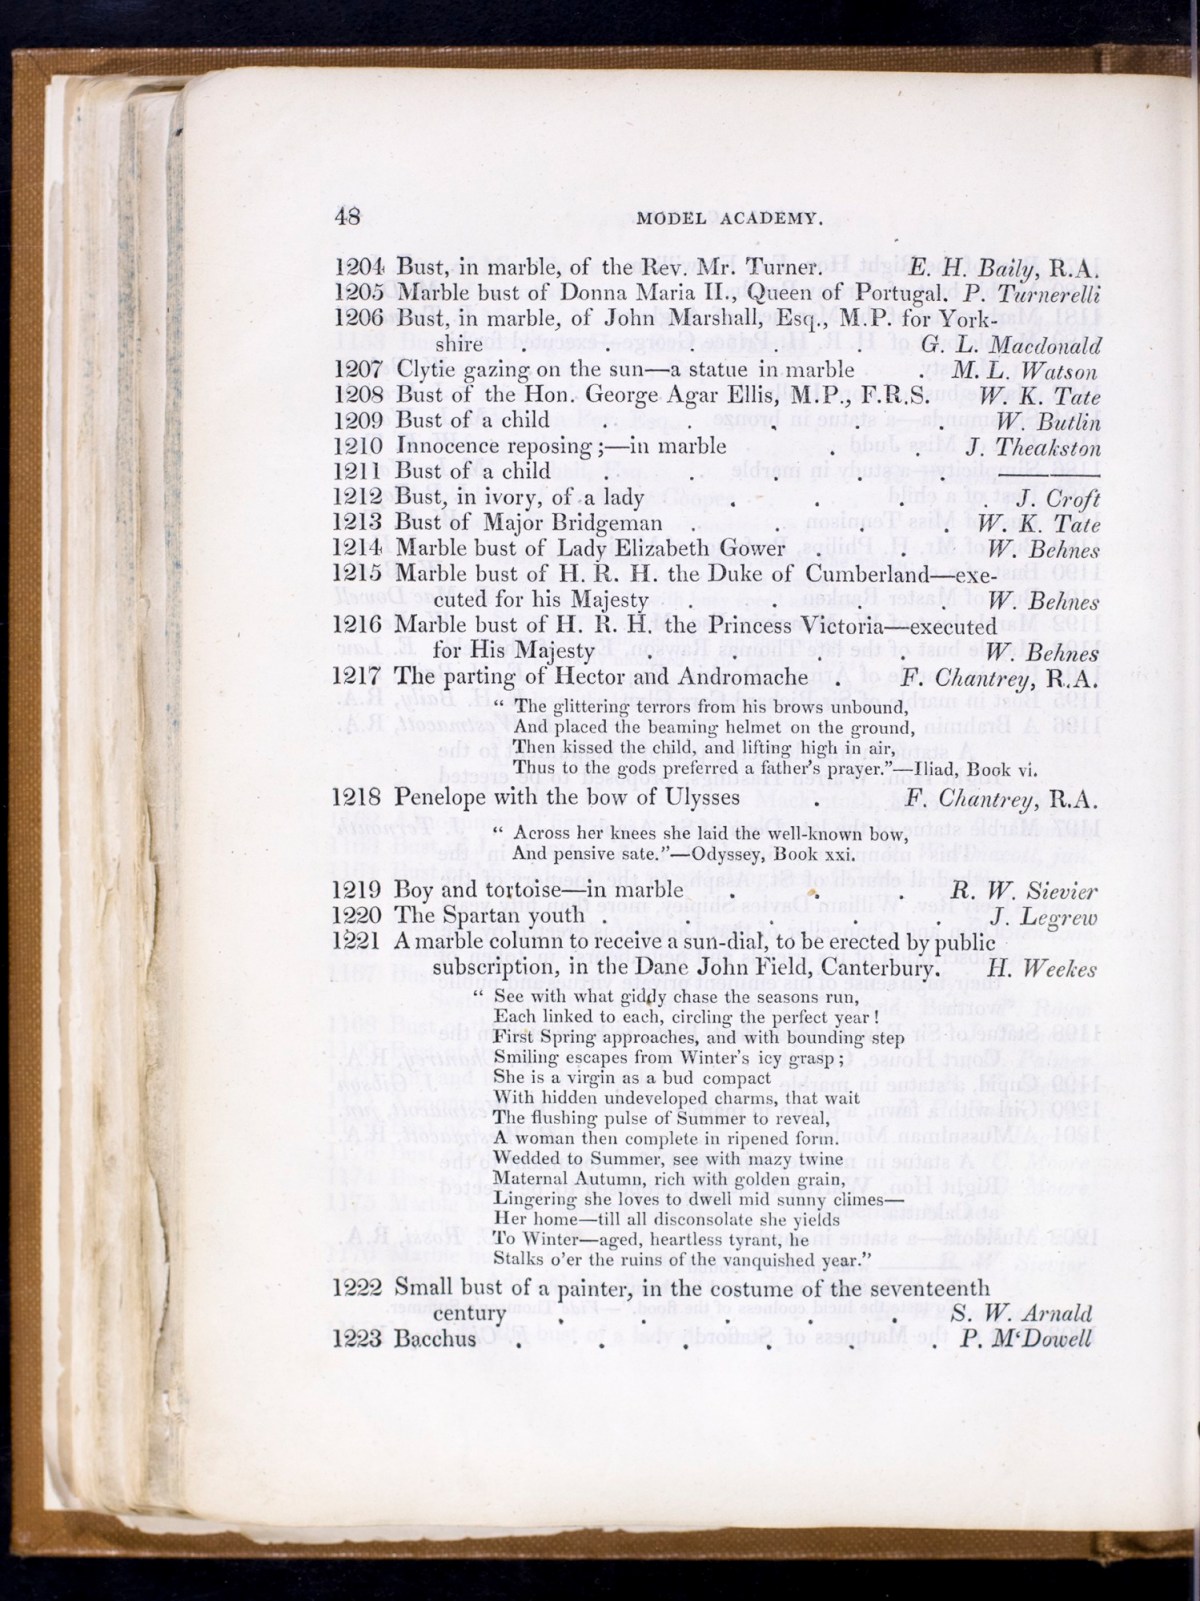 48 MODEL ACADEMY.
1204 Bust, in marble, of the Rev. Mr. Turner. E. H. Baily, R.A.
1205 Marble bust of Donna Maria II., Queen of Portugal. P. Turnerelli
1206 Bust, in marble, of John Marshall, Esq., M.P. for York-
shire . . . . . G. L. Macdonald
1207 Clytie gazing on the sun—a statue in marble . M. L. Watson
1208 Bust of the Hon. George Agar Ellis, M.P., F.R.S. W. K. Tate
1209 Bust of a child . . . . . W. Butlin
1210 Innocence reposing;—in marble . . J. Theakston
1211 Bust of a child . . . . . ———
1212 Bust, in ivory, of a lady . . . . J. Croft
1213 Bust of Major Bridgeman . . . . W. K. Tate
1214 Marble bust of Lady Elizabeth Gower . . W. Behnes
1215 Marble bust of H. R. H. the Duke of Cumberland—exe-
cuted for his Majesty . . . . W. Behnes
1216 Marble bust of H. R. H. the Princess Victoria—executed
for His Majesty . . . . W. Behnes
1217 The parting of Hector and Andromache . F. Chantrey, R.A.
“ The glittering terrors from his brows unbound,
And placed the beaming helmet on the ground,
Then kissed the child, and lifting high in air,
Thus to the gods preferred a father’s prayer.”—Iliad, Book vi.
1218 Penelope with the bow of Ulysses . F. Chantrey, R.A.
“ Across her knees she laid the well-known bow,
And pensive sate.”—Odyssey, Book xxi.
1219 Boy and tortoise—in marble . . . R. W. Sievier
1220 The Spartan youth . . . . . J. Legrew
1221 A marble column to receive a sun-dial, to be erected by public
subscription, in the Dane John Field, Canterbury. H. Weekes
“ See with what giddy chase the seasons run,
Each linked to each, circling the perfect year !
First Spring approaches, and with bounding step
Smiling escapes from Winter’s icy grasp ;
She is a virgin as a bud compact
With hidden undeveloped charms, that wait
The flushing pulse of Summer to reveal,
A woman then complete in ripened form.
Wedded to Summer, see with mazy twine
Maternal Autumn, rich with golden grain,
Lingering she loves to dwell mid sunny climes—
Her home—till all disconsolate she yields
To Winter—aged, heartless tyrant, he
Stalks o’er the ruins of the vanquished year.”
1222 Small bust of a painter, in the costume of the seventeenth
century . . . . . S. W. Arnald
1223 Bacchus . . . . . . P. M‘Dowell